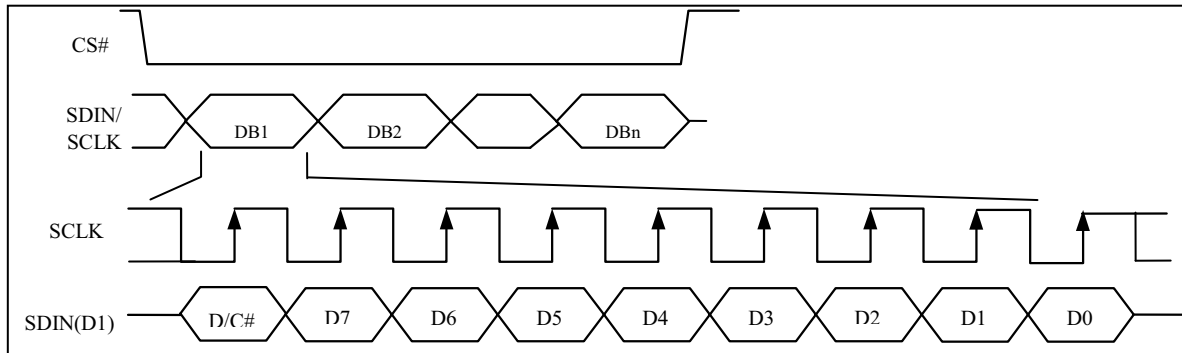 CS#
SDIN/
SCLK
DB1 DB2 DBn
SCLK
SDIN(D1) D/C# D7 D6 D5 D4 D3 D2 D1 D0